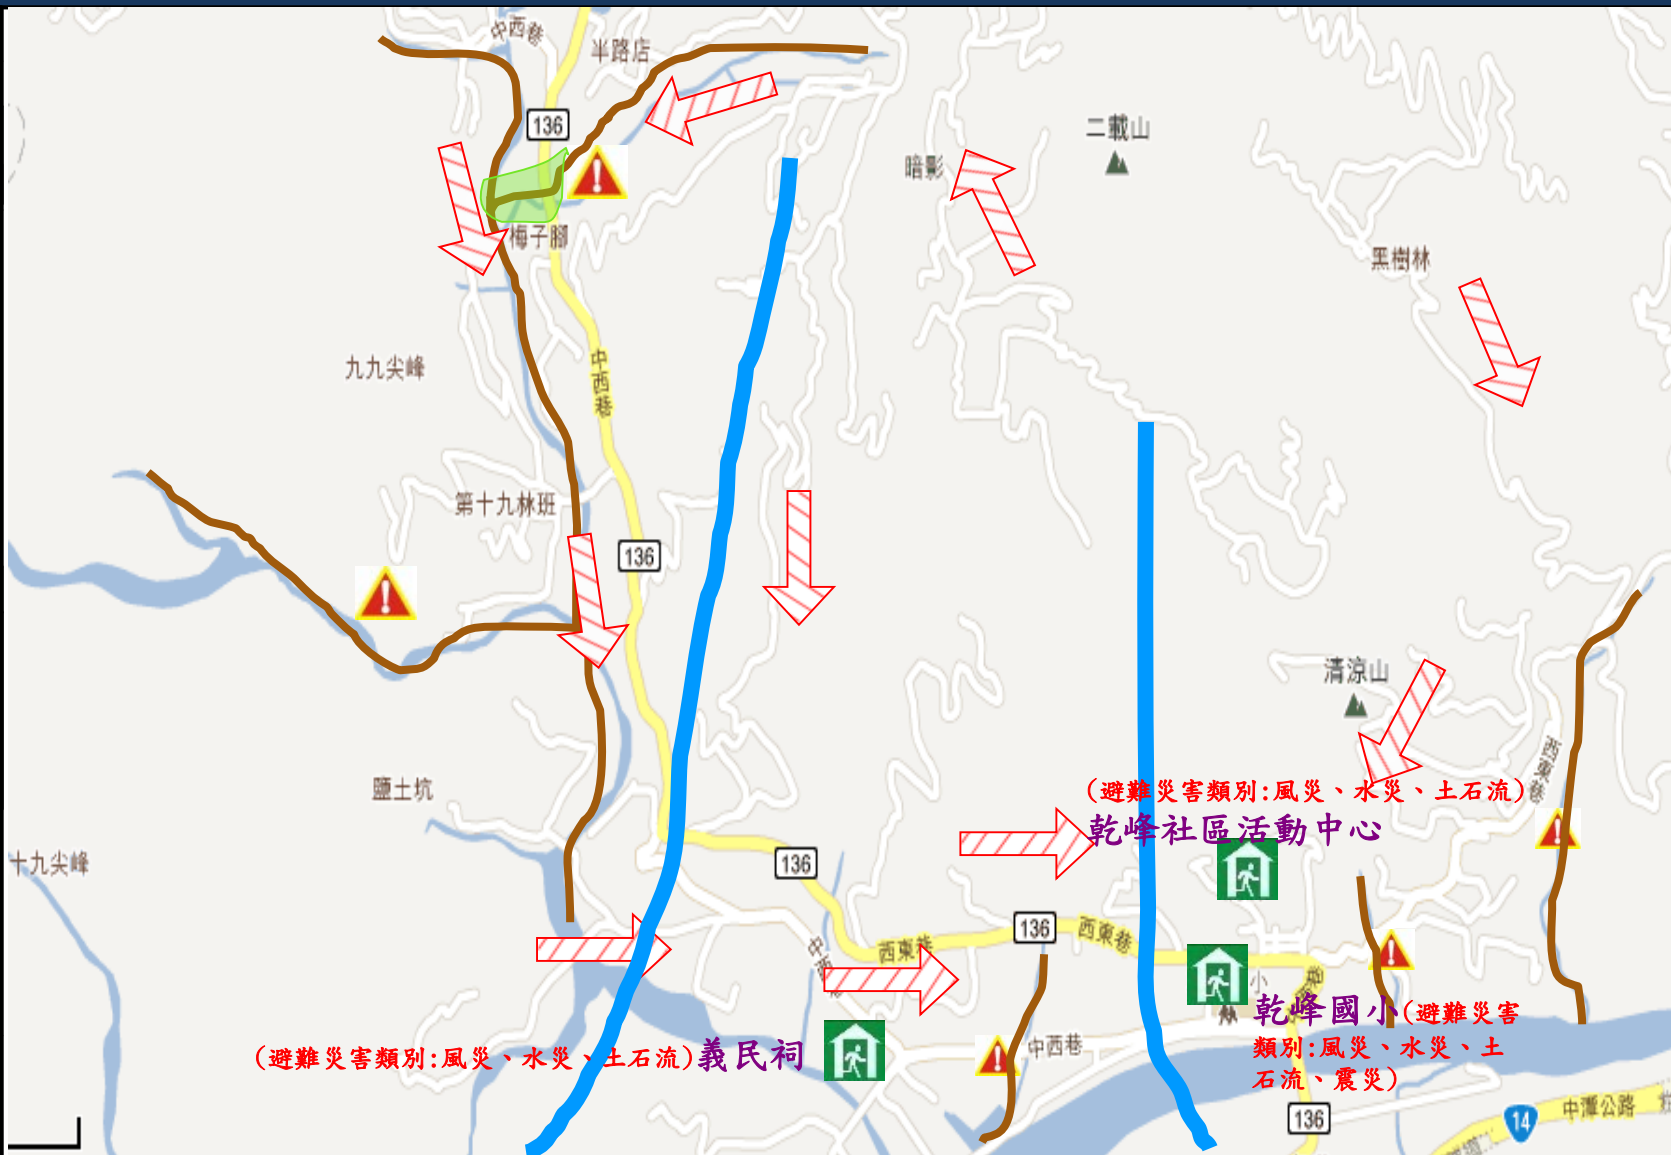 中西巷
半路店
136
二載山
暗影
梅子腳
黑樹林
九九尖峰
中西巷
第十九林班
136
清涼山
西東巷
鹽土坑
(避難災害類別:風災、水災、土石流)
乾峰社區活動中心
十九尖峰
136
136
西東巷
西東巷
小
乾峰國小(避難災害
類別:風災、水災、土
石流、震災)
中西巷
(避難災害類別:風災、水災、土石流)義民祠
136
14
中潭公路